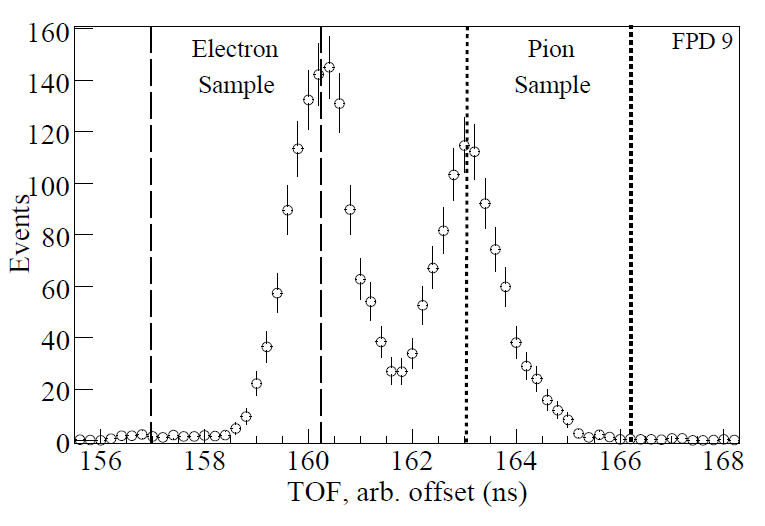 160
140
120
100
80
60
40
20
0
Events
Electron
Sample
Pion
Sample
FPD 9
156
158
160
162
164
166
168
TOF, arb. offset (ns)